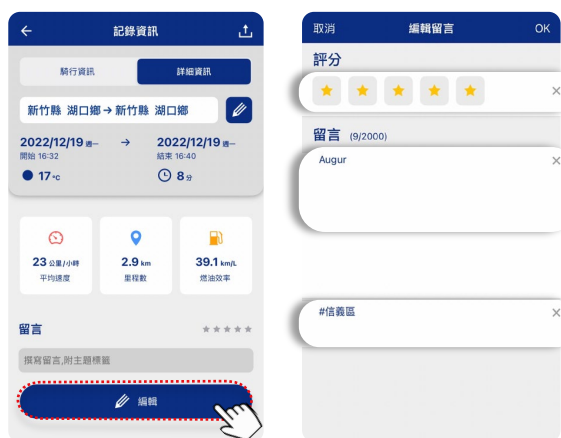 記錄資訊
騎行資訊 詳細資訊
新竹縣 湖口鄉→新竹縣 湖口鄉
2022/12/19 週一 → 2022/12/19 週一
開始 16:32 結束 16:40
17 °c 8 分
23 公里/小時 2.9 km 39.1 km/L
平均速度 里程數 燃油效率
留言
撰寫留言,附主題標籤
編輯
取消 編輯留言 OK
評分
留言 (9/2000)
Augur
#信義區